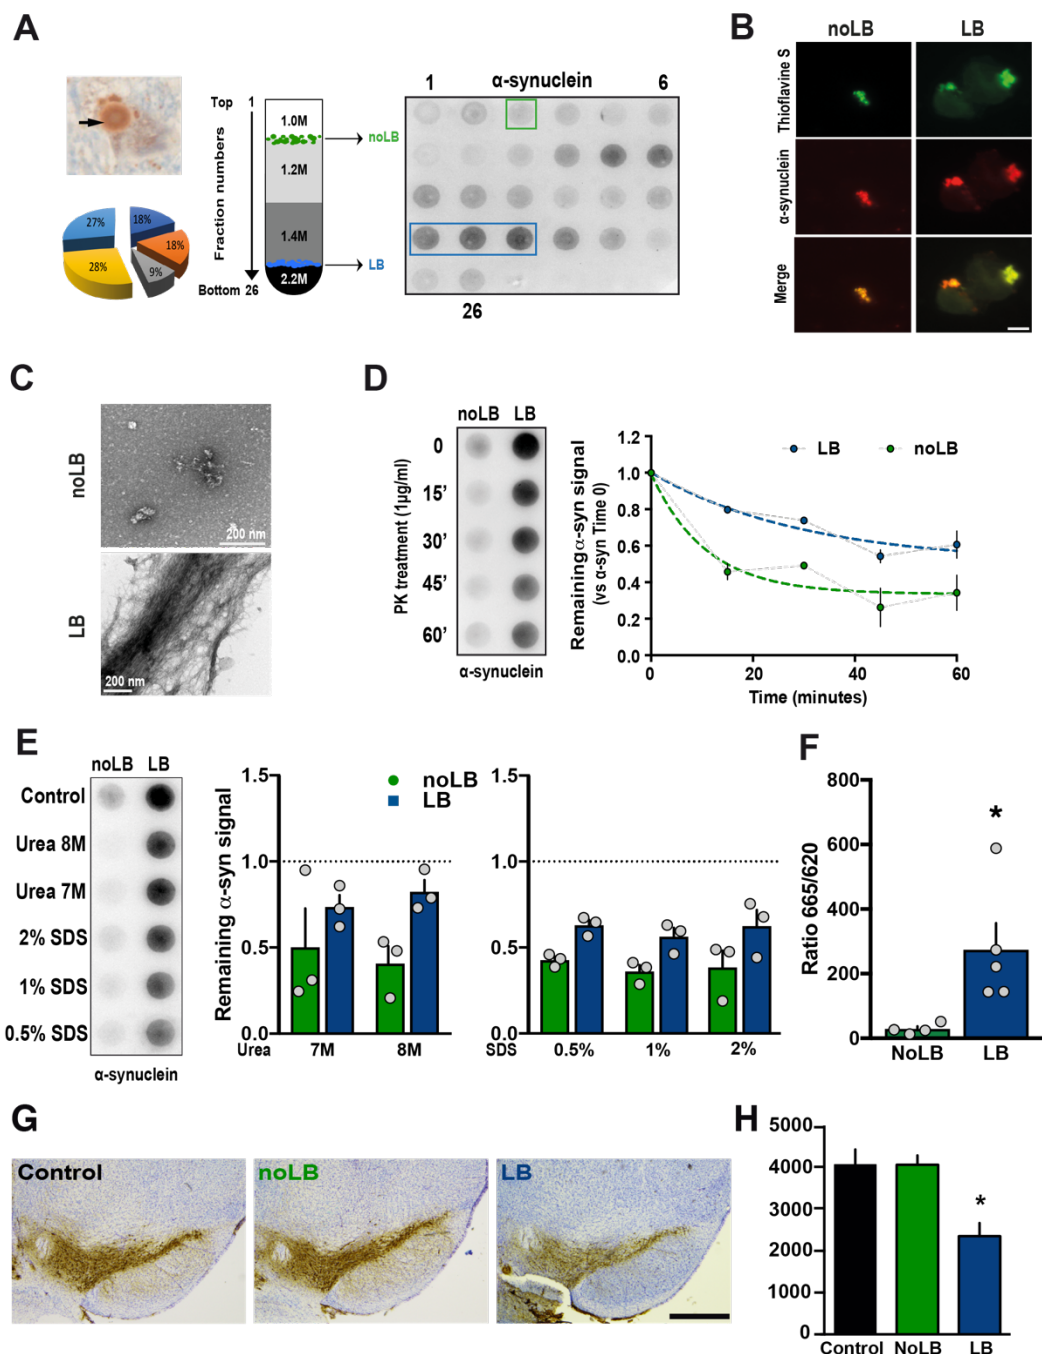 A
Top 1
Fraction numbers
Bottom 26
1.0M
1.2M
1.4M
2.2M
noLB
LB
27%
18%
18%
9%
28%
1 α-synuclein 6
26
B
noLB LB
Thioflavine S
α-synuclein
Merge
C
noLB
200 nm
LB
200 nm
D
noLB LB
PK treatment (1µg/ml)
0
15’
30’
45’
60’
α-synuclein
Remaining α-syn signal
(vs α-syn Time 0)
1.2
1.0
0.8
0.6
0.4
0.2
0.0
LB noLB
0 20 40 60
Time (minutes)
E
noLB LB
Control
Urea 8M
Urea 7M
2% SDS
1% SDS
0.5% SDS
α-synuclein
Remaining α-syn signal
1.5
1.0
0.5
0.0
noLB
LB
Urea 7M 8M
1.5
1.0
0.5
0.0
SDS 0.5% 1% 2%
F
Ratio 665/620
800
600
400
200
0
*
NoLB LB
G
Control
noLB
LB
H
5000
4000
3000
2000
1000
0
*
Control NoLB LB